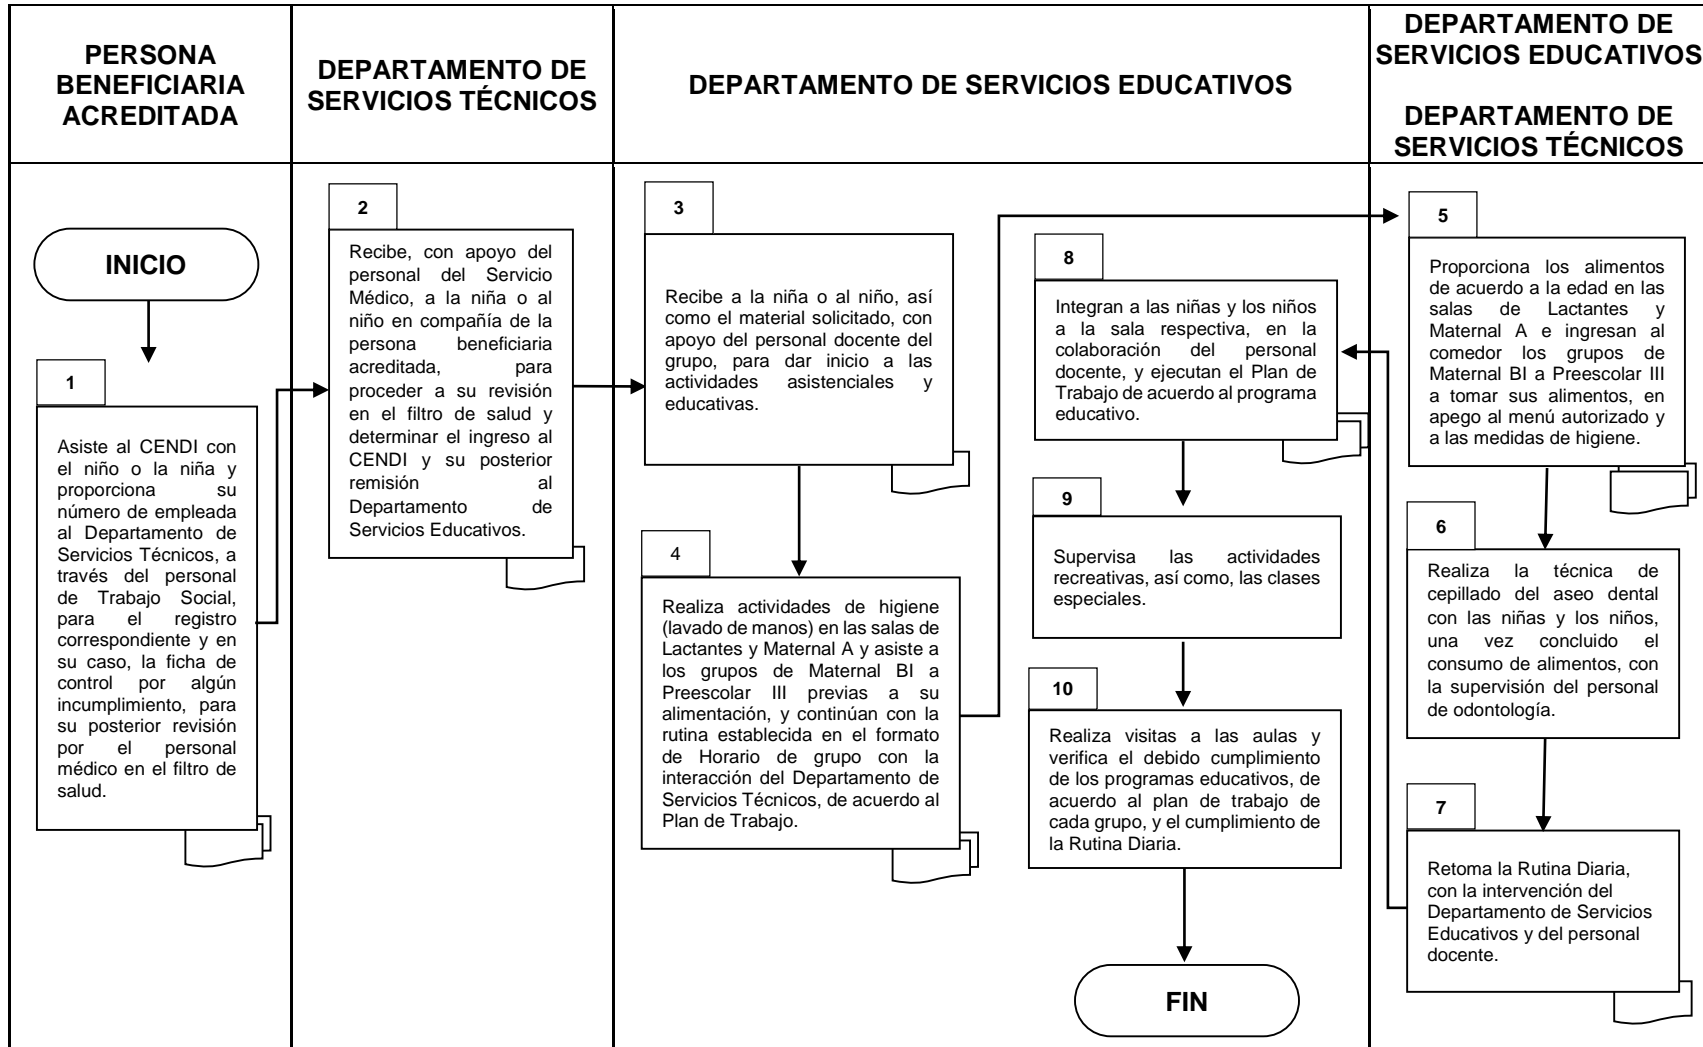 PERSONA
BENEFICIARIA
ACREDITADA
DEPARTAMENTO DE
SERVICIOS TÉCNICOS
DEPARTAMENTO DE SERVICIOS EDUCATIVOS
DEPARTAMENTO DE
SERVICIOS EDUCATIVOS
DEPARTAMENTO DE
SERVICIOS TÉCNICOS
INICIO
1
Asiste al CENDI con
el niño o la niña y
proporciona su
número de empleada
al Departamento de
Servicios Técnicos, a
través del personal
de Trabajo Social,
para el registro
correspondiente y en
su caso, la ficha de
control por algún
incumplimiento, para
su posterior revisión
por el personal
médico en el filtro de
salud.
2
Recibe, con apoyo del
personal del Servicio
Médico, a la niña o al
niño en compañía de la
persona beneficiaria
acreditada, para
proceder a su revisión
en el filtro de salud y
determinar el ingreso al
CENDI y su posterior
remisión al
Departamento de
Servicios Educativos.
3
Recibe a la niña o al niño, así
como el material solicitado, con
apoyo del personal docente del
grupo, para dar inicio a las
actividades asistenciales y
educativas.
4
Realiza actividades de higiene
(lavado de manos) en las salas de
Lactantes y Maternal A y asiste a
los grupos de Maternal BI a
Preescolar III previas a su
alimentación, y continúan con la
rutina establecida en el formato
de Horario de grupo con la
interacción del Departamento de
Servicios Técnicos, de acuerdo al
Plan de Trabajo.
5
Proporciona los alimentos
de acuerdo a la edad en las
salas de Lactantes y
Maternal A e ingresan al
comedor los grupos de
Maternal BI a Preescolar III
a tomar sus alimentos, en
apego al menú autorizado y
a las medidas de higiene.
6
Realiza la técnica de
cepillado del aseo dental
con las niñas y los niños,
una vez concluido el
consumo de alimentos, con
la supervisión del personal
de odontología.
7
Retoma la Rutina Diaria,
con la intervención del
Departamento de Servicios
Educativos y del personal
docente.
8
Integran a las niñas y los niños
a la sala respectiva, en la
colaboración del personal
docente, y ejecutan el Plan de
Trabajo de acuerdo al programa
educativo.
9
Supervisa las actividades
recreativas, así como, las clases
especiales.
10
Realiza visitas a las aulas y
verifica el debido cumplimiento
de los programas educativos, de
acuerdo al plan de trabajo de
cada grupo, y el cumplimiento de
la Rutina Diaria.
FIN